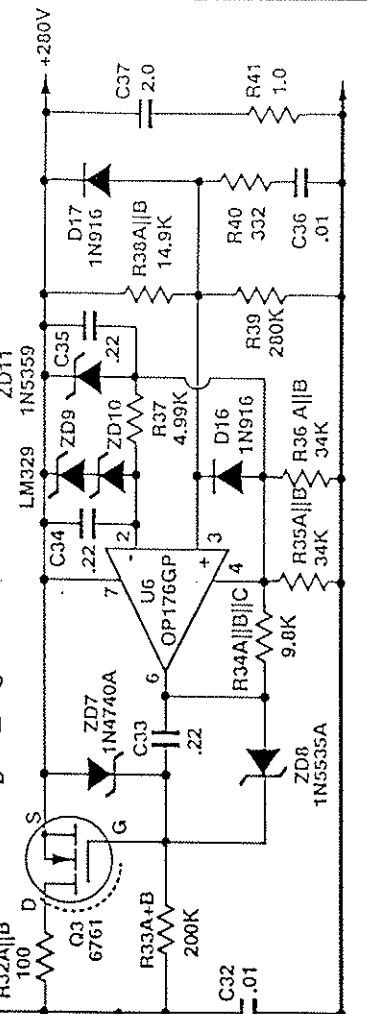 +280V
C37
2.0
R41
1.0
D17
1N916
R38A||B
14.9K
R40
332
C36
.01
R39
280K
ZD11
1N5359
C35
.22
LM329
ZD9
ZD10
R37
4.99K
D16
1N916
R36 A||B
34K
C34
.22
7
2
-
U6
OP176GP
+
3
4
6
R35A||B
34K
R34A||B||C
9.8K
ZD7
1N4740A
C33
.22
ZD8
1N5535A
S
D
G
Q3
6761
R32A||B
100
R33A+B
200K
C32
.01